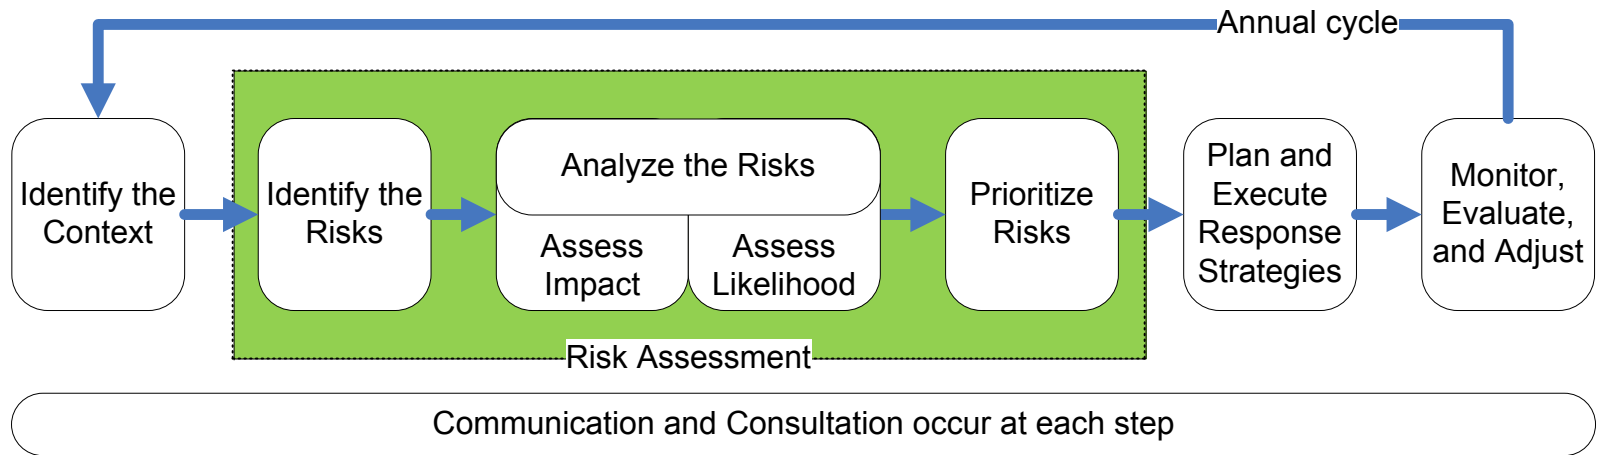 Annual cycle
Identify the
Context
Identify the
Risks
Analyze the Risks
Assess
Impact
Assess
Likelihood
Prioritize
Risks
Plan and
Execute
Response
Strategies
Monitor,
Evaluate,
and Adjust
Risk Assessment
Communication and Consultation occur at each step